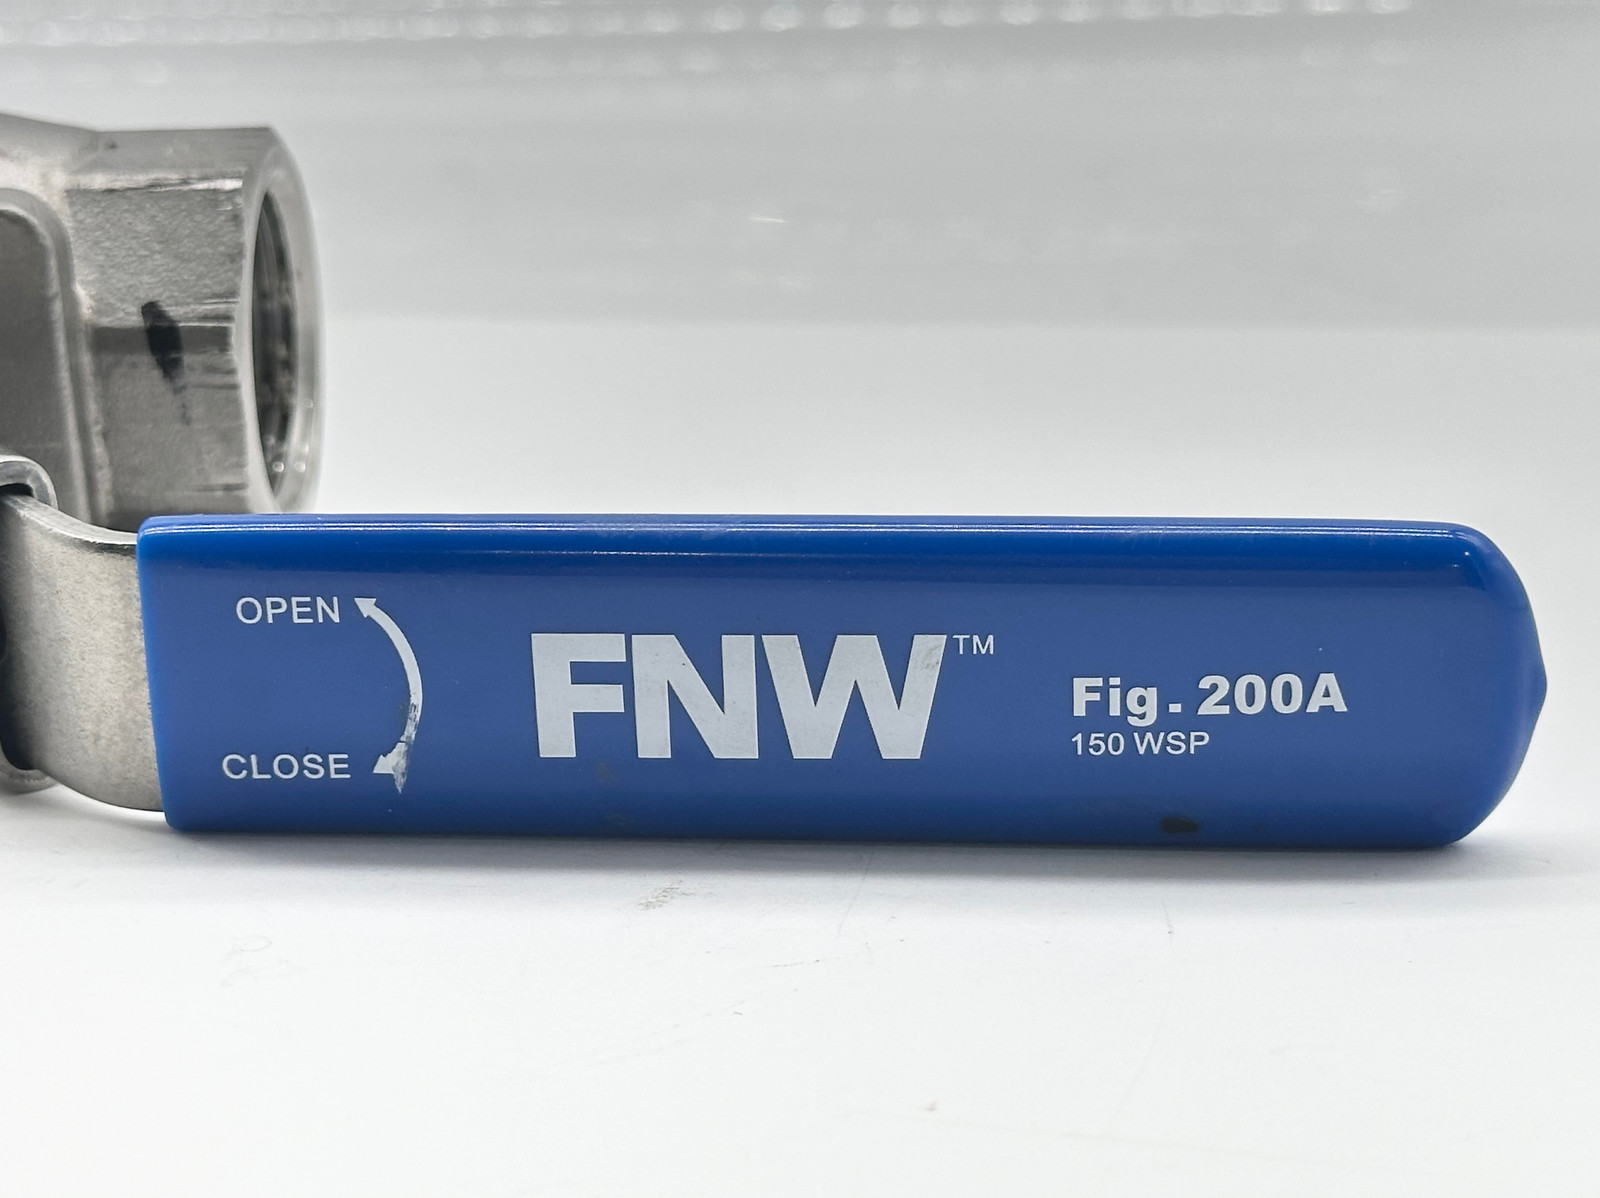 OPEN
CLOSE
FNW™
Fig. 200A
150 WSP